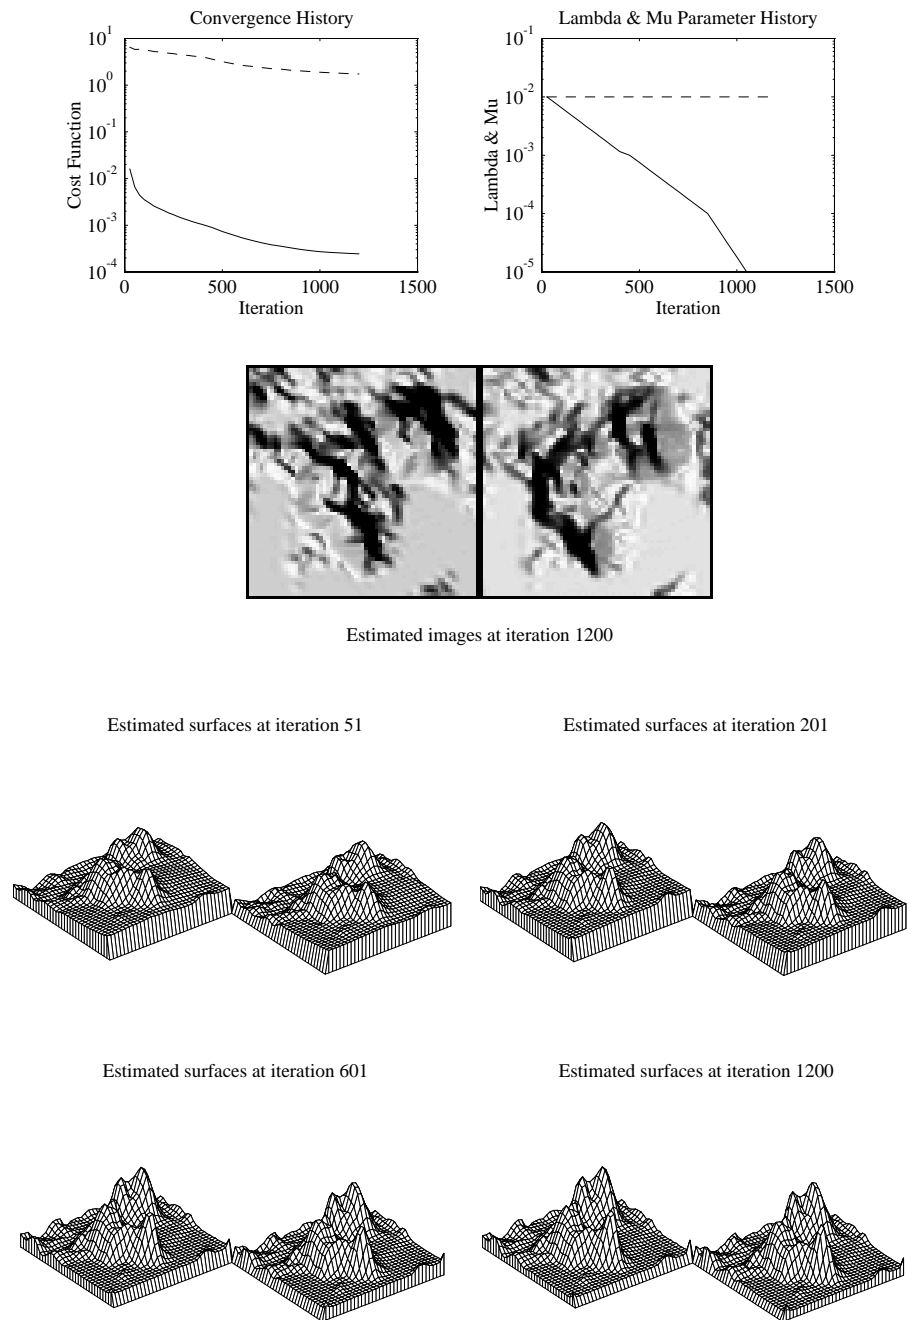 Convergence History
10^1
10^0
10^-1
10^-2
10^-3
10^-4
Cost Function
0 500 1000 1500
Iteration
Lambda & Mu Parameter History
10^-1
10^-2
10^-3
10^-4
10^-5
Lambda & Mu
0 500 1000 1500
Iteration
Estimated images at iteration 1200
Estimated surfaces at iteration 51
Estimated surfaces at iteration 201
Estimated surfaces at iteration 601
Estimated surfaces at iteration 1200